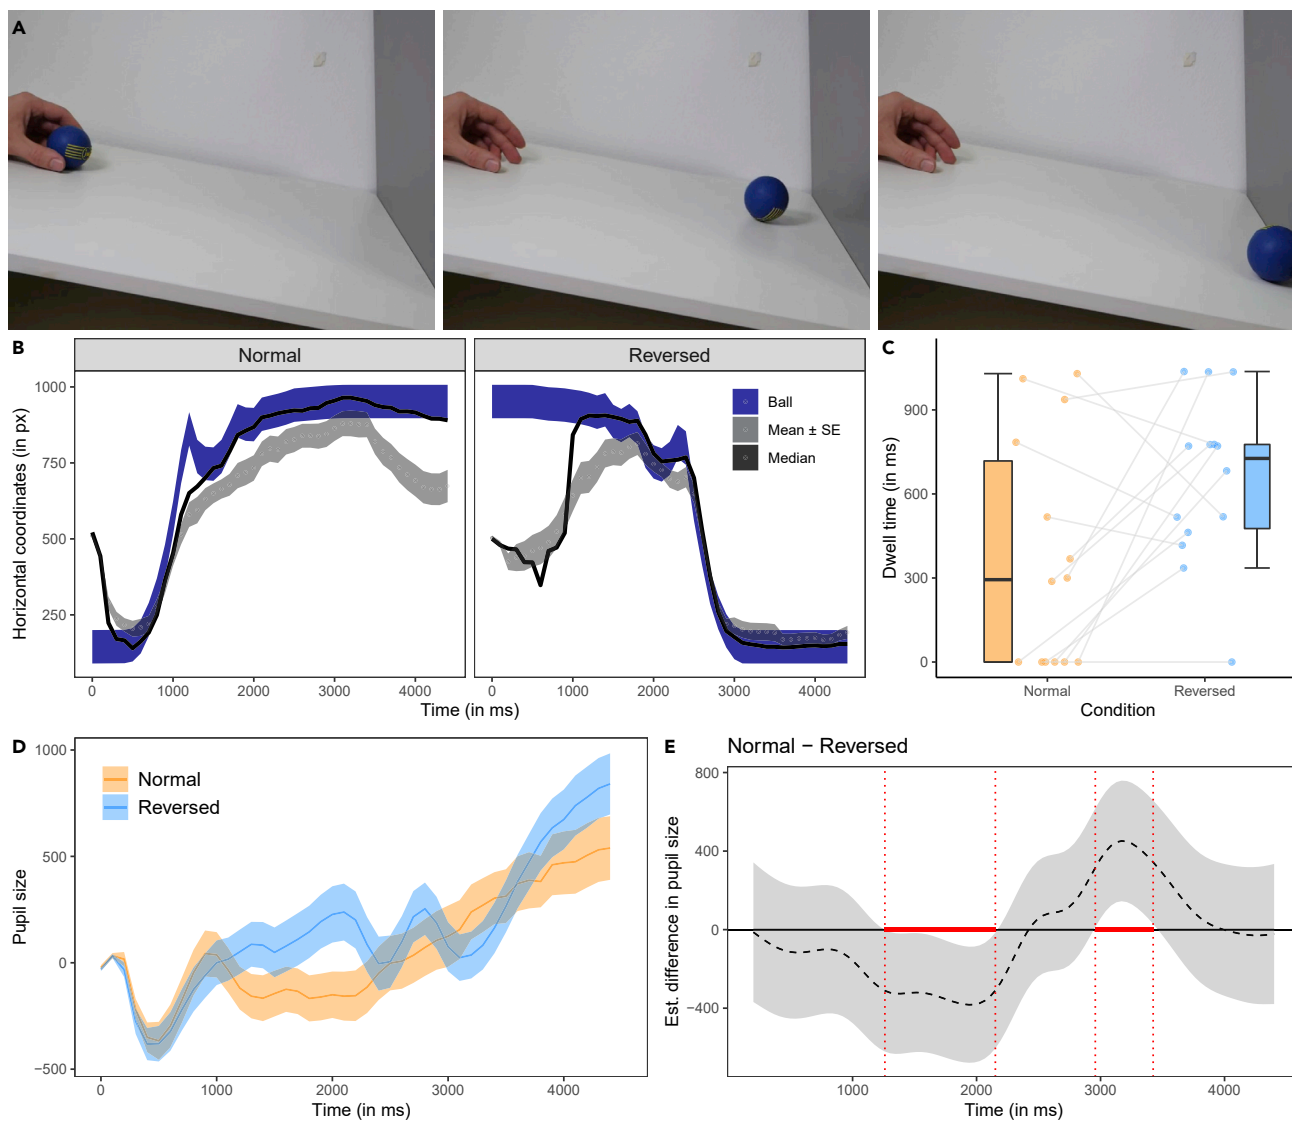 A
B
Normal
Reversed
Horizontal coordinates (in px)
1000
750
500
250
Ball
Mean ± SE
Median
0
1000
2000
3000
4000
0
1000
2000
3000
4000
Time (in ms)
C
Dwell time (in ms)
900
600
300
0
Normal
Reversed
Condition
D
Pupil size
1000
500
0
−500
Normal
Reversed
0
1000
2000
3000
4000
Time (in ms)
E
Normal − Reversed
Est. difference in pupil size
800
400
0
−400
1000
2000
3000
4000
Time (in ms)